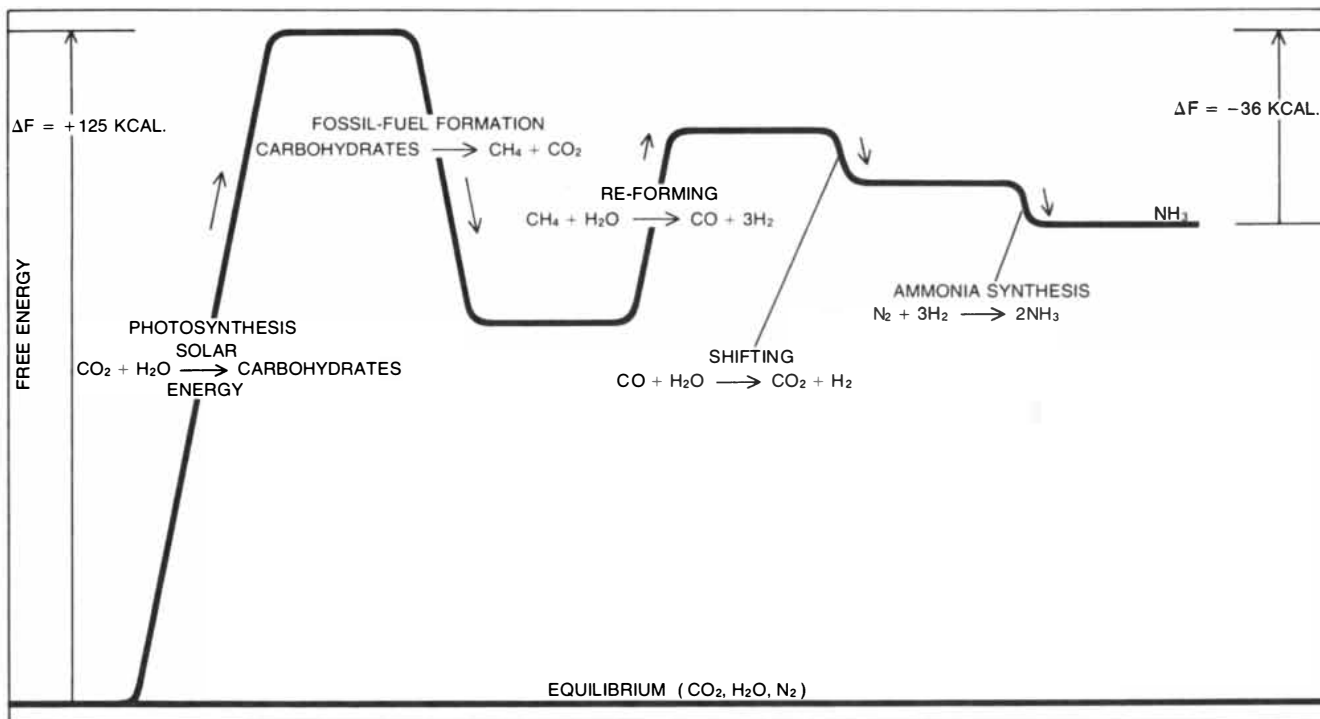 ΔF = +125 KCAL.
FREE ENERGY
PHOTOSYNTHESIS
SOLAR
CO₂ + H₂O ⟶ CARBOHYDRATES
ENERGY
FOSSIL-FUEL FORMATION
CARBOHYDRATES ⟶ CH₄ + CO₂
RE-FORMING
CH₄ + H₂O ⟶ CO + 3H₂
SHIFTING
CO + H₂O ⟶ CO₂ + H₂
AMMONIA SYNTHESIS
N₂ + 3H₂ ⟶ 2NH₃
NH₃
ΔF = −36 KCAL.
EQUILIBRIUM (CO₂, H₂O, N₂)